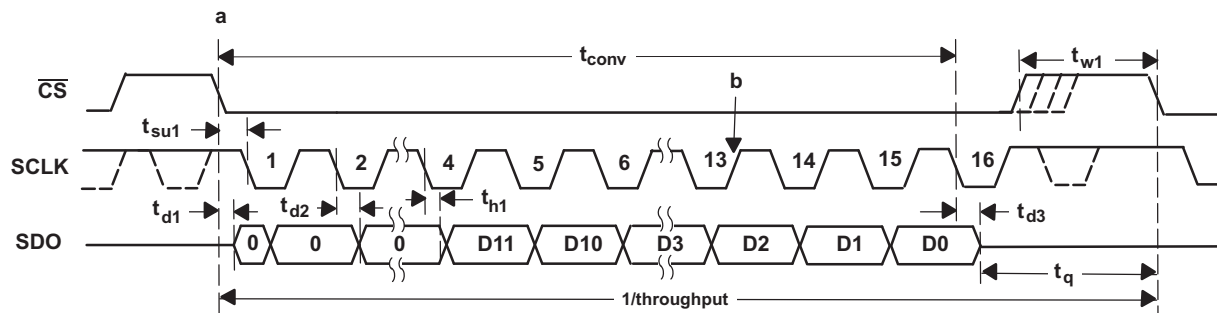 a
tconv
tw1
CS
b
tsu1
1 2 4 5 6 13 14 15 16
SCLK
td1
td2
th1
td3
SDO
0 0 0 D11 D10 D3 D2 D1 D0
tq
1/throughput